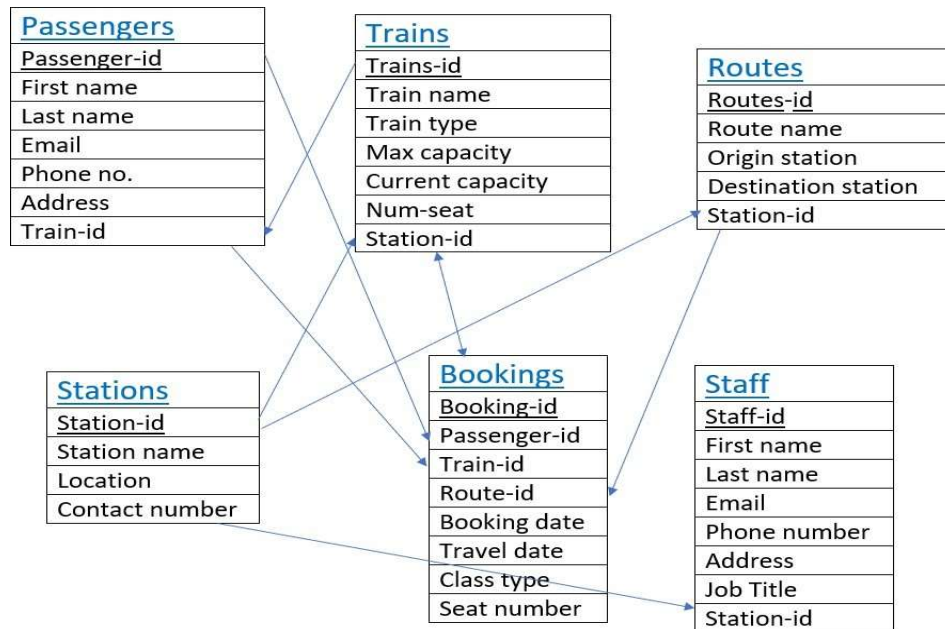 Passengers
Passenger-id
First name
Last name
Email
Phone no.
Address
Train-id
Trains
Trains-id
Train name
Train type
Max capacity
Current capacity
Num-seat
Station-id
Routes
Routes-id
Route name
Origin station
Destination station
Station-id
Stations
Station-id
Station name
Location
Contact number
Bookings
Booking-id
Passenger-id
Train-id
Route-id
Booking date
Travel date
Class type
Seat number
Staff
Staff-id
First name
Last name
Email
Phone number
Address
Job Title
Station-id